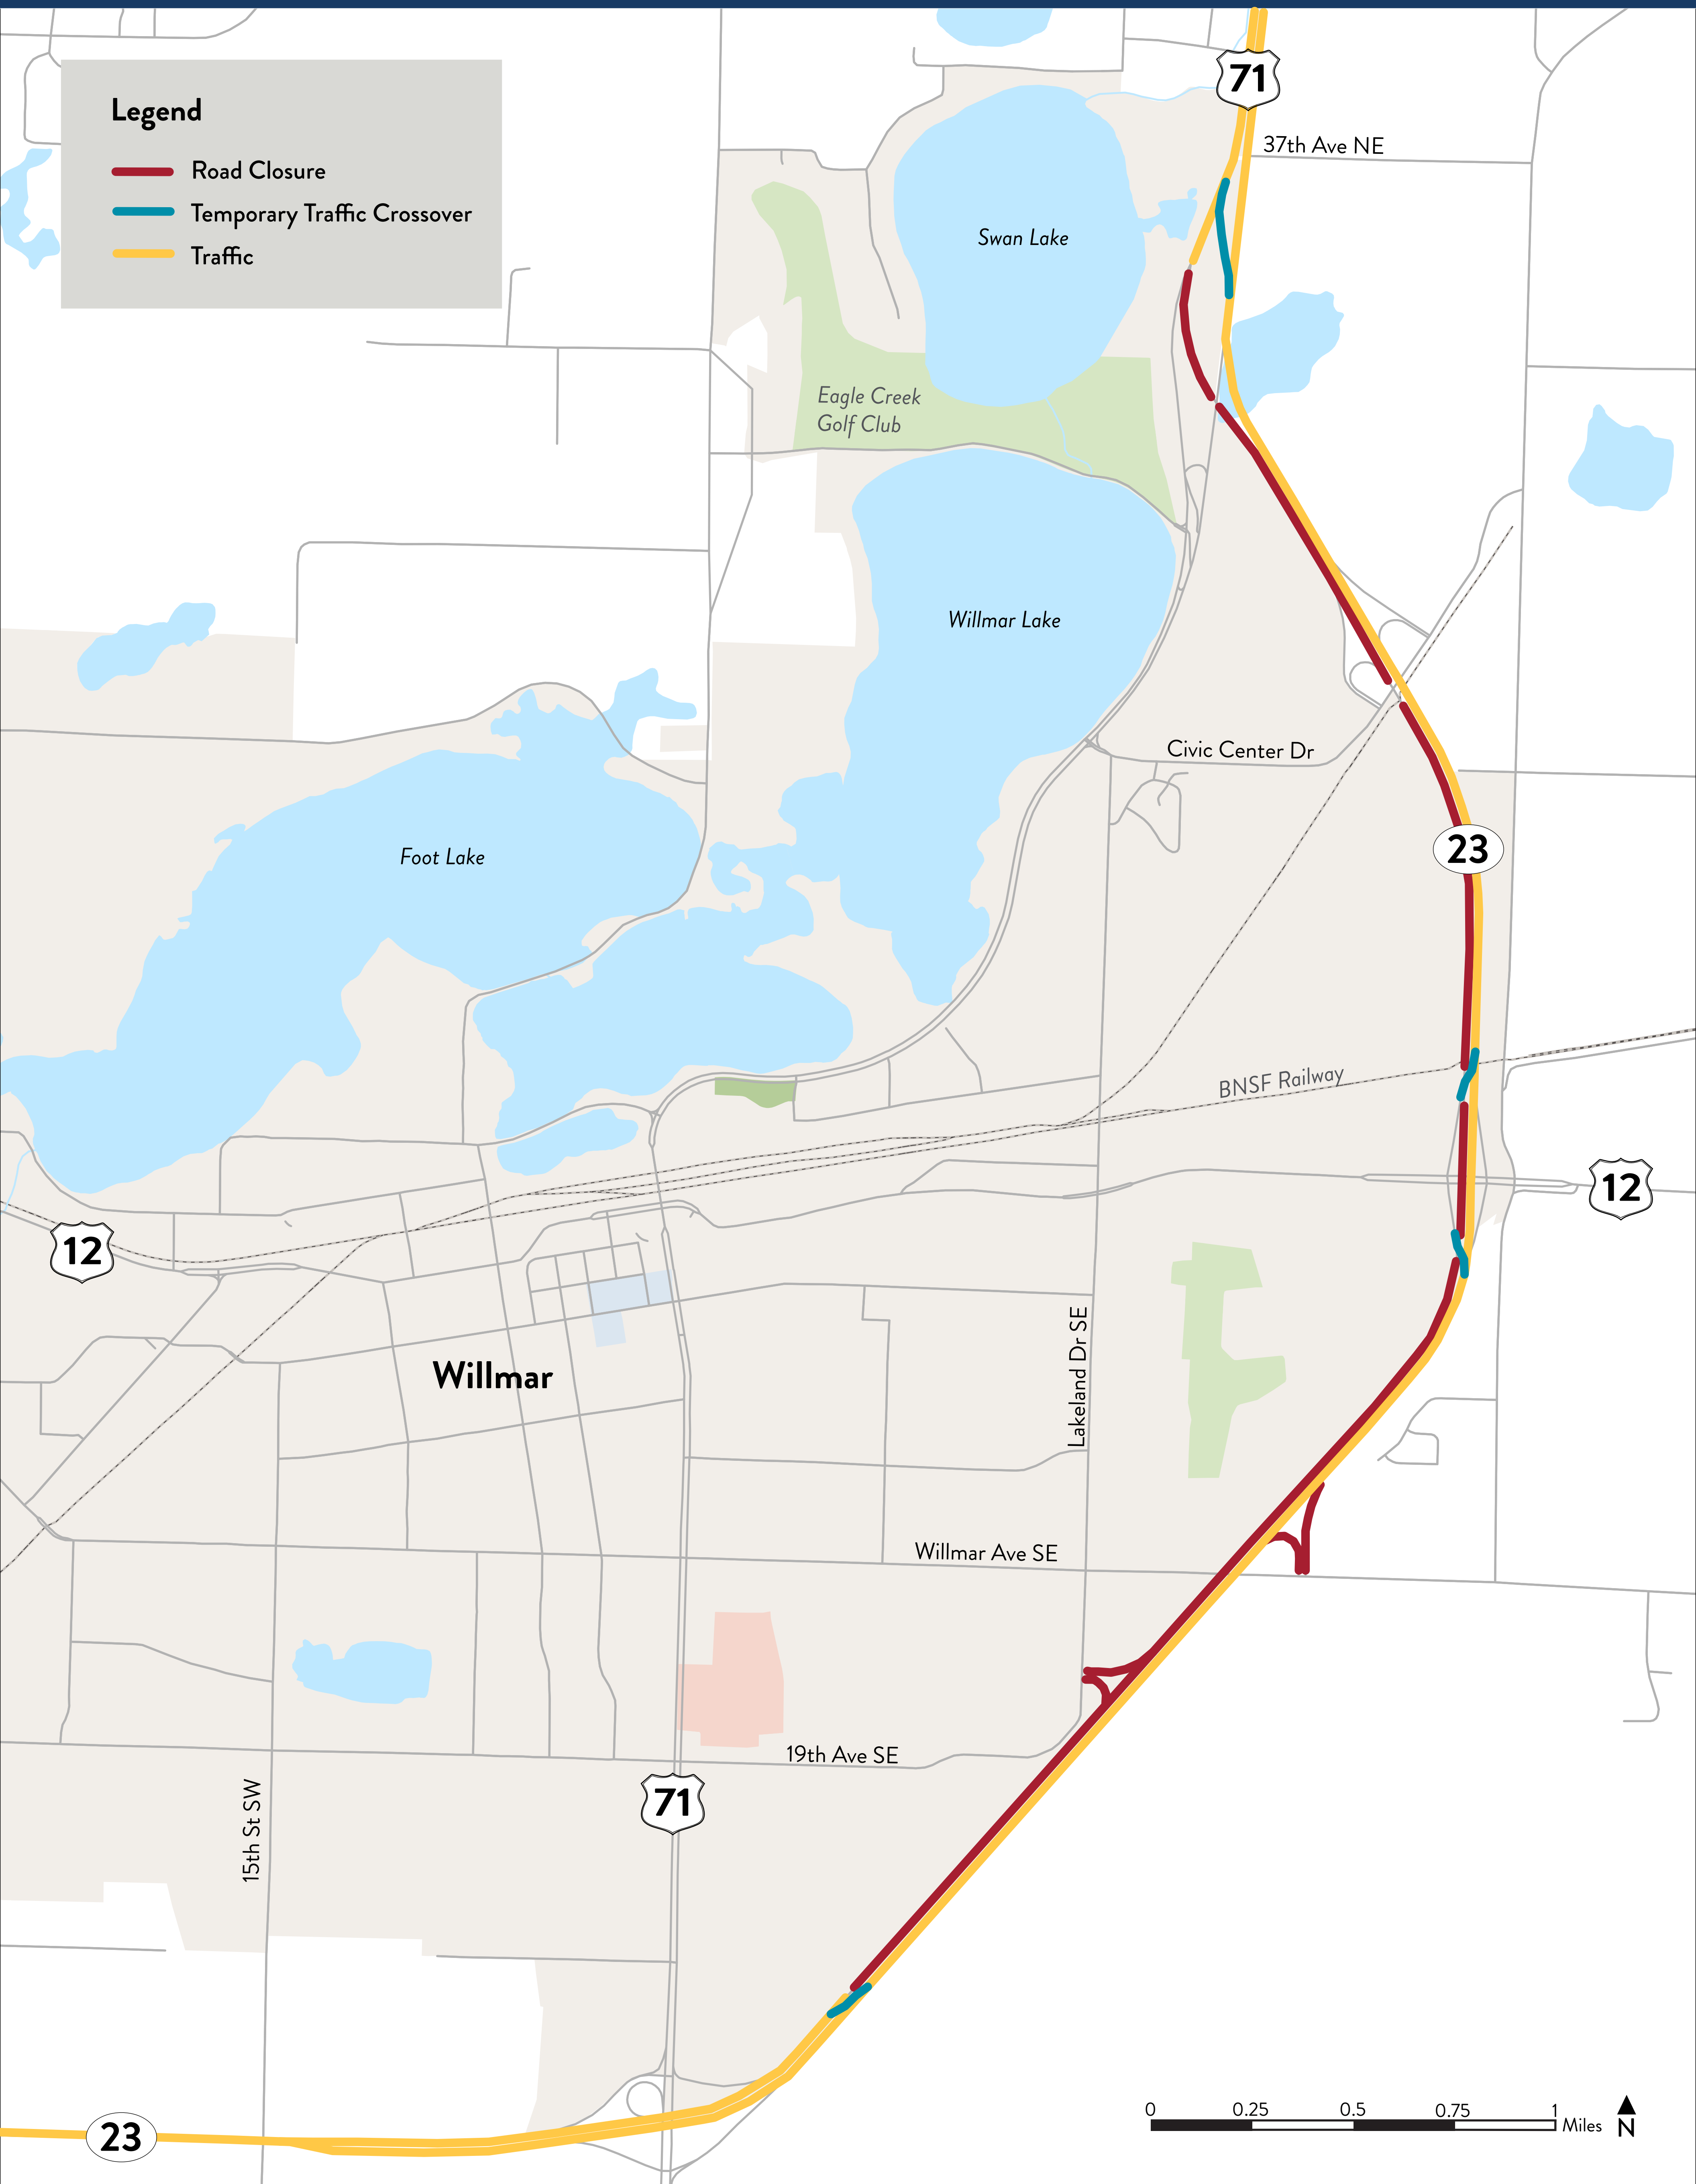 71
37th Ave NE
Legend
Road Closure
Temporary Traffic Crossover
Traffic
Swan Lake
Eagle Creek
Golf Club
Willmar Lake
Civic Center Dr
23
Foot Lake
BNSF Railway
12
12
Lakeland Dr SE
Willmar
Willmar Ave SE
19th Ave SE
71
15th St SW
23
0 0.25 0.5 0.75 1
Miles
N